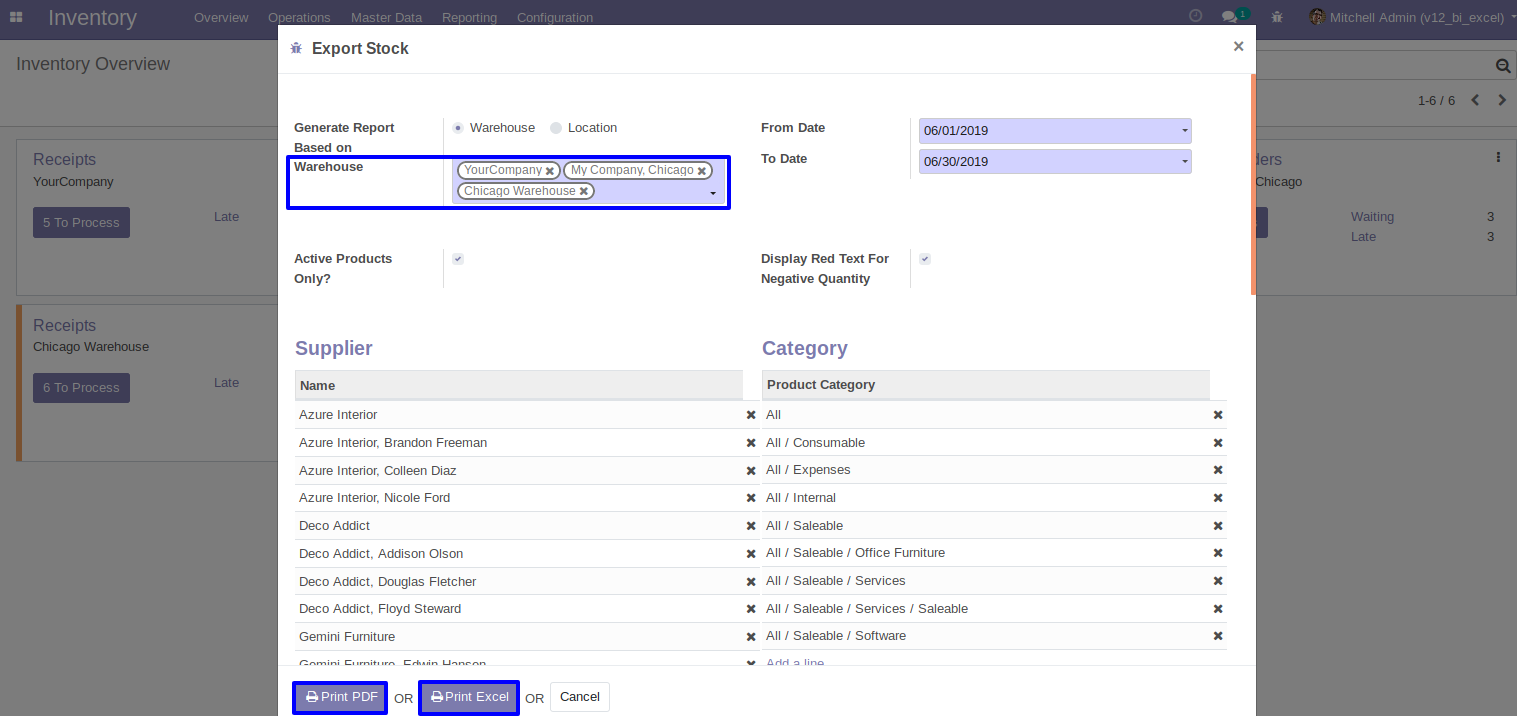 Inventory Overview Operations Master Data Reporting Configuration 1 Mitchell Admin (v12_bi_excel)
Inventory Overview
1-6 / 6
Export Stock
Generate Report Based on
Warehouse Location
Warehouse
YourCompany My Company, Chicago
Chicago Warehouse
From Date 06/01/2019
To Date 06/30/2019
Active Products Only?
Display Red Text For Negative Quantity
Supplier
Name
Azure Interior
Azure Interior, Brandon Freeman
Azure Interior, Colleen Diaz
Azure Interior, Nicole Ford
Deco Addict
Deco Addict, Addison Olson
Deco Addict, Douglas Fletcher
Deco Addict, Floyd Steward
Gemini Furniture
Gemini Furniture, Edwin Hansen
Category
Product Category
All
All / Consumable
All / Expenses
All / Internal
All / Saleable
All / Saleable / Office Furniture
All / Saleable / Services
All / Saleable / Services / Saleable
All / Saleable / Software
Add a line
Print PDF OR Print Excel OR Cancel
Receipts
YourCompany
5 To Process Late
Receipts
Chicago Warehouse
6 To Process Late
ders
Chicago
Waiting 3
Late 3